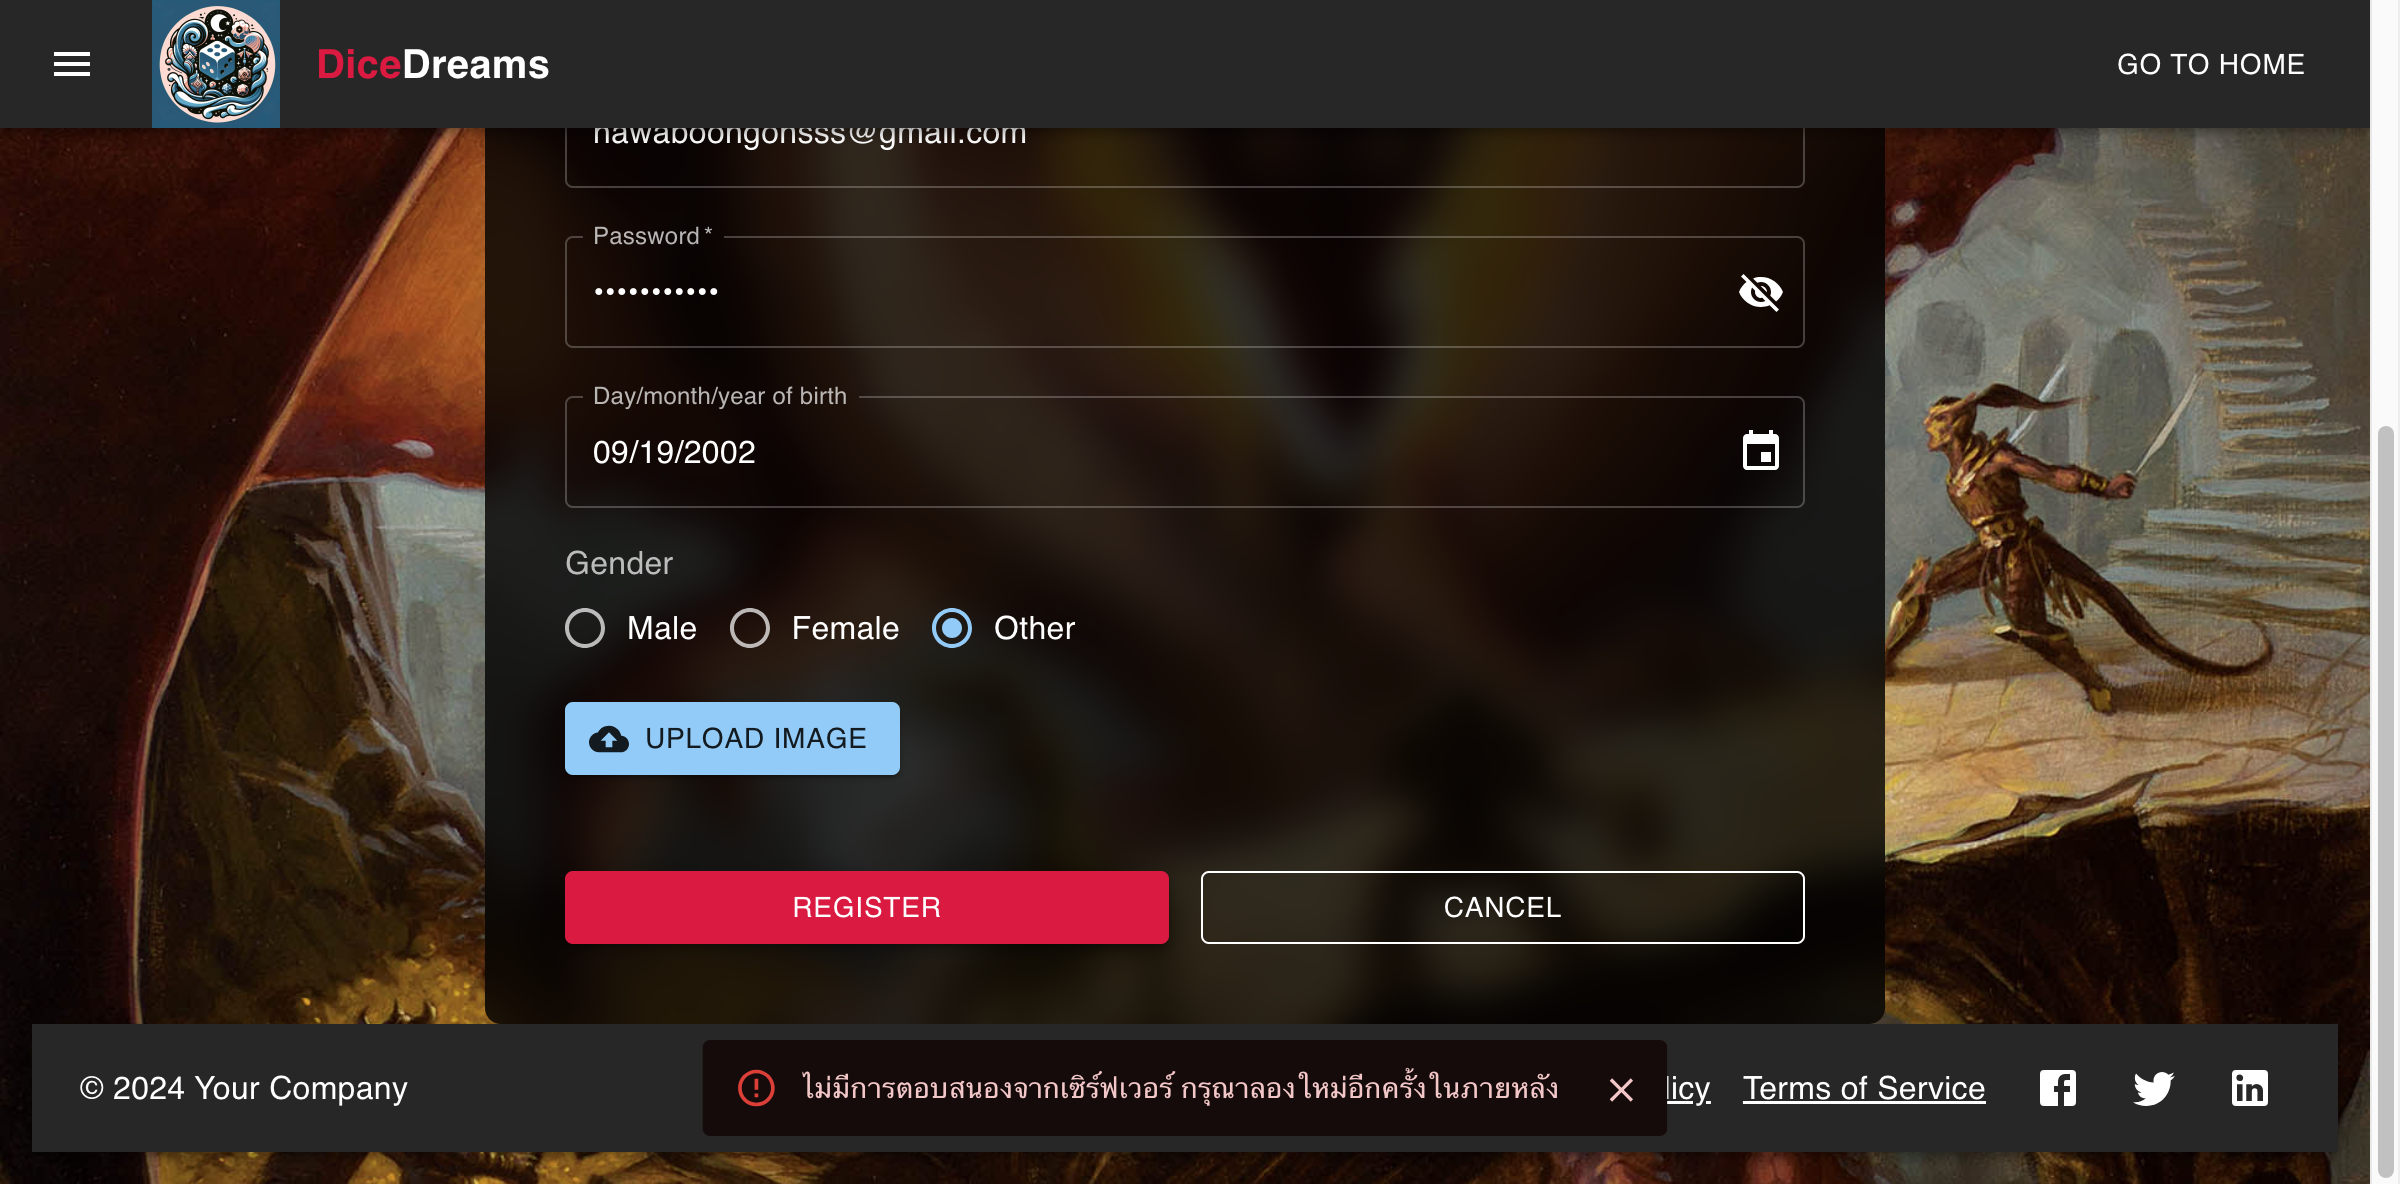 DiceDreams
GO TO HOME
nawaboongonsss@gmail.com
Password *
•••••••••••
Day/month/year of birth
09/19/2002
Gender
Male
Female
Other
UPLOAD IMAGE
REGISTER
CANCEL
© 2024 Your Company
ไม่มีการตอบสนองจากเซิร์ฟเวอร์ กรุณาลองใหม่อีกครั้งในภายหลัง
licy
Terms of Service